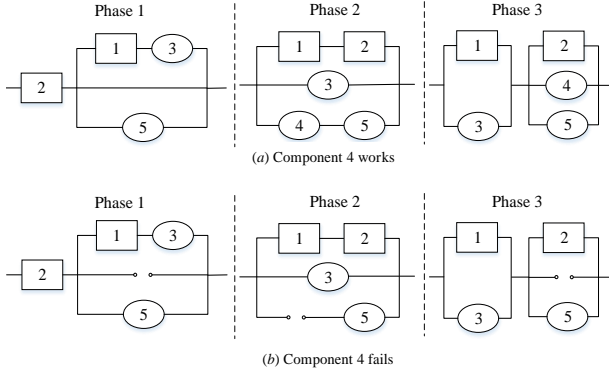 Phase 1 Phase 2 Phase 3
1 3 1 2 1 2
2 3 4
5 4 5 3 5
(a) Component 4 works
Phase 1 Phase 2 Phase 3
1 3 1 2 1 2
2 3
5 5 3 5
(b) Component 4 fails